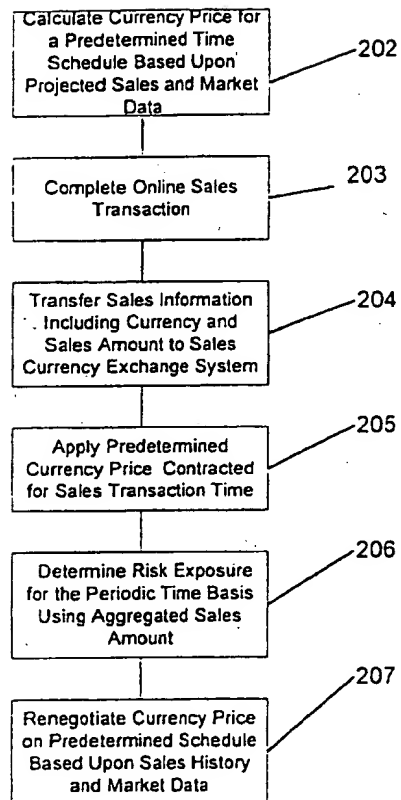 Calculate Currency Price for
a Predetermined Time
Schedule Based Upon
Projected Sales and Market
Data
202
Complete Online Sales
Transaction
203
Transfer Sales Information
Including Currency and
Sales Amount to Sales
Currency Exchange System
204
Apply Predetermined
Currency Price Contracted
for Sales Transaction Time
205
Determine Risk Exposure
for the Periodic Time Basis
Using Aggregated Sales
Amount
206
Renegotiate Currency Price
on Predetermined Schedule
Based Upon Sales History
and Market Data
207